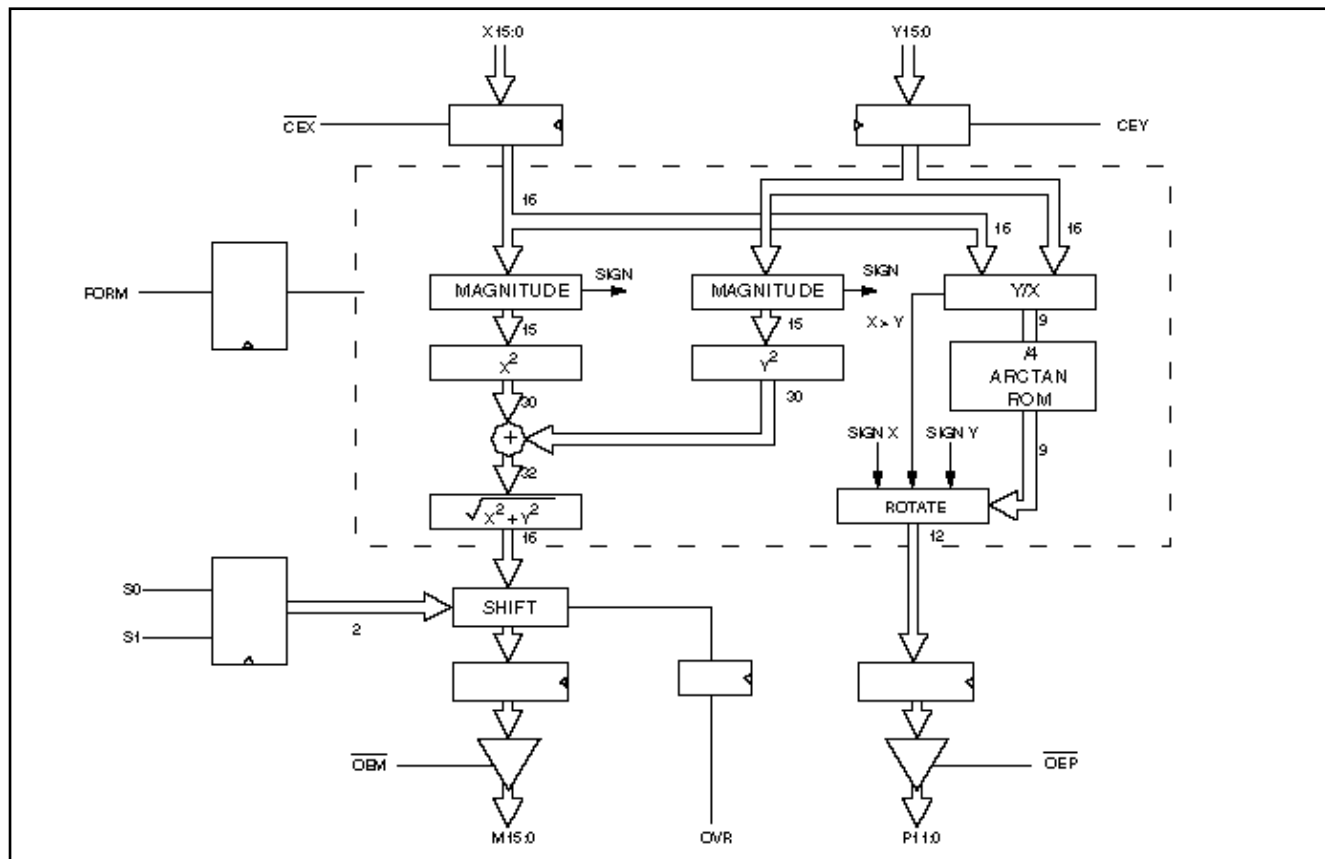 X15:0 Y15:0
CEX CEY
16
16 16
FORM
SIGN SIGN
MAGNITUDE MAGNITUDE Y/X
15 15 X > Y 9
X² Y² /4
ARCTAN
ROM
30 30
SIGN X SIGN Y
+ 9
32
√X² + Y² ROTATE
16 12
S0
SHIFT
2
S1
OEM OEP
M15:0 OVR P11:0